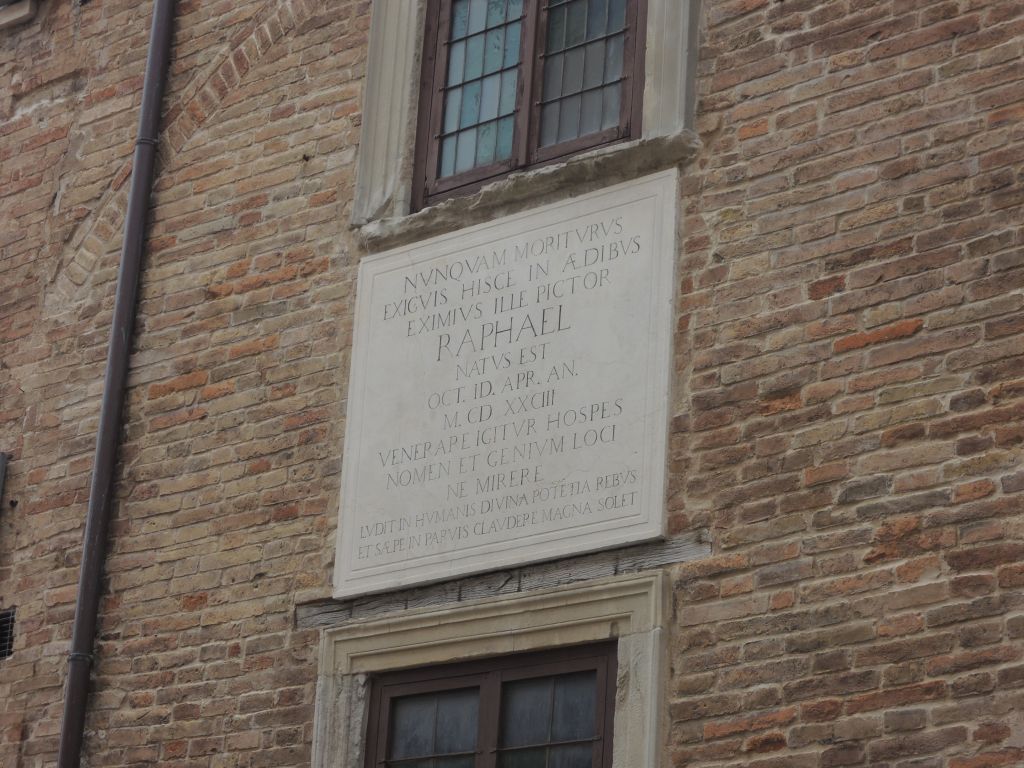 NVNQVAM MORITVRVS
EXIGVIS HISCE IN ÆDIBVS
EXIMIVS ILLE PICTOR
RAPHAEL
NATVS EST
OCT. ID. APR. AN.
M. CD. XXCIII
VENERARE IGITVR HOSPES
NOMEN ET GENIVM LOCI
NE MIRERE
LVDIT IN HVMANIS DIVINA POTĒTIA REBVS
ET SÆPE IN PARVIS CLAVDERE MAGNA SOLET